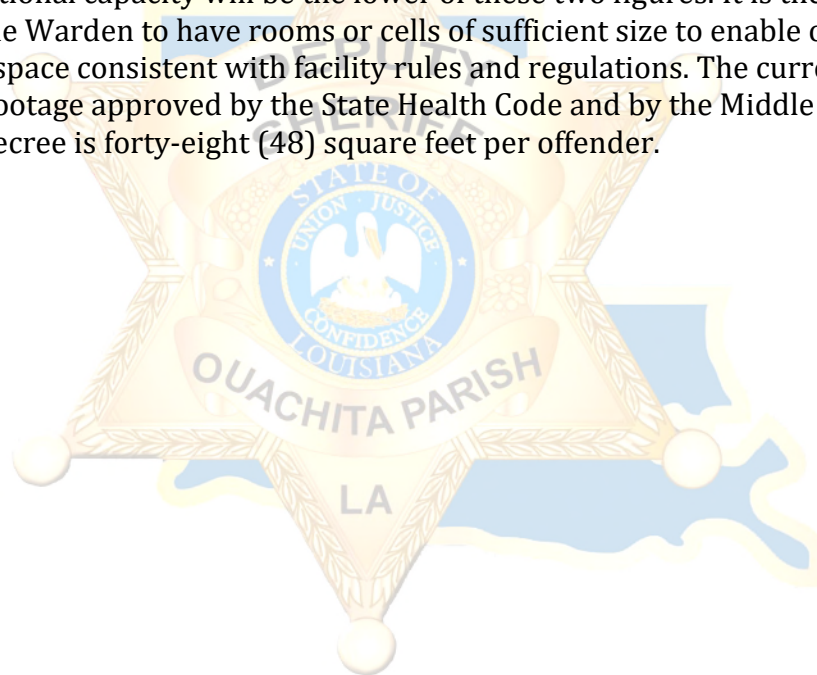 tional capacity will be the lower of these two figures. It is the
e Warden to have rooms or cells of sufficient size to enable o
space consistent with facility rules and regulations. The curre
ootage approved by the State Health Code and by the Middle
ecree is forty-eight (48) square feet per offender.
DEPUTY
SHERIFF
STATE OF
UNION JUSTICE
CONFIDENCE
LOUISIANA
OUACHITA PARISH
LA